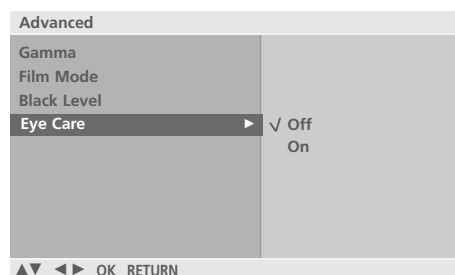 Advanced
Gamma
Film Mode
Black Level
Eye Care ► √ Off
On
▲▼ ◄► OK RETURN